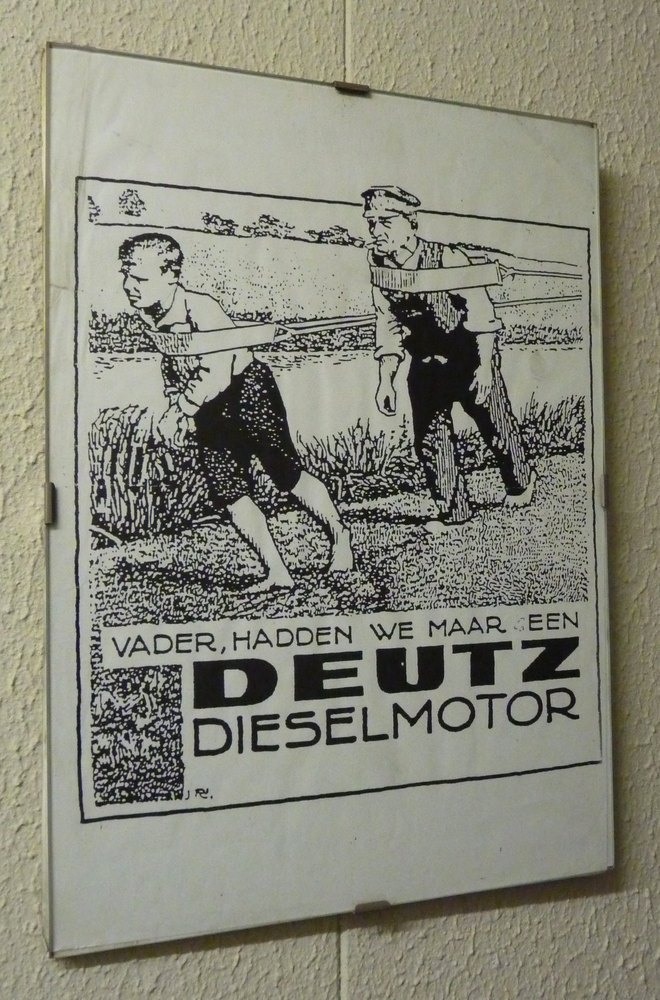 VADER, HADDEN WE MAAR EEN
DEUTZ
DIESELMOTOR